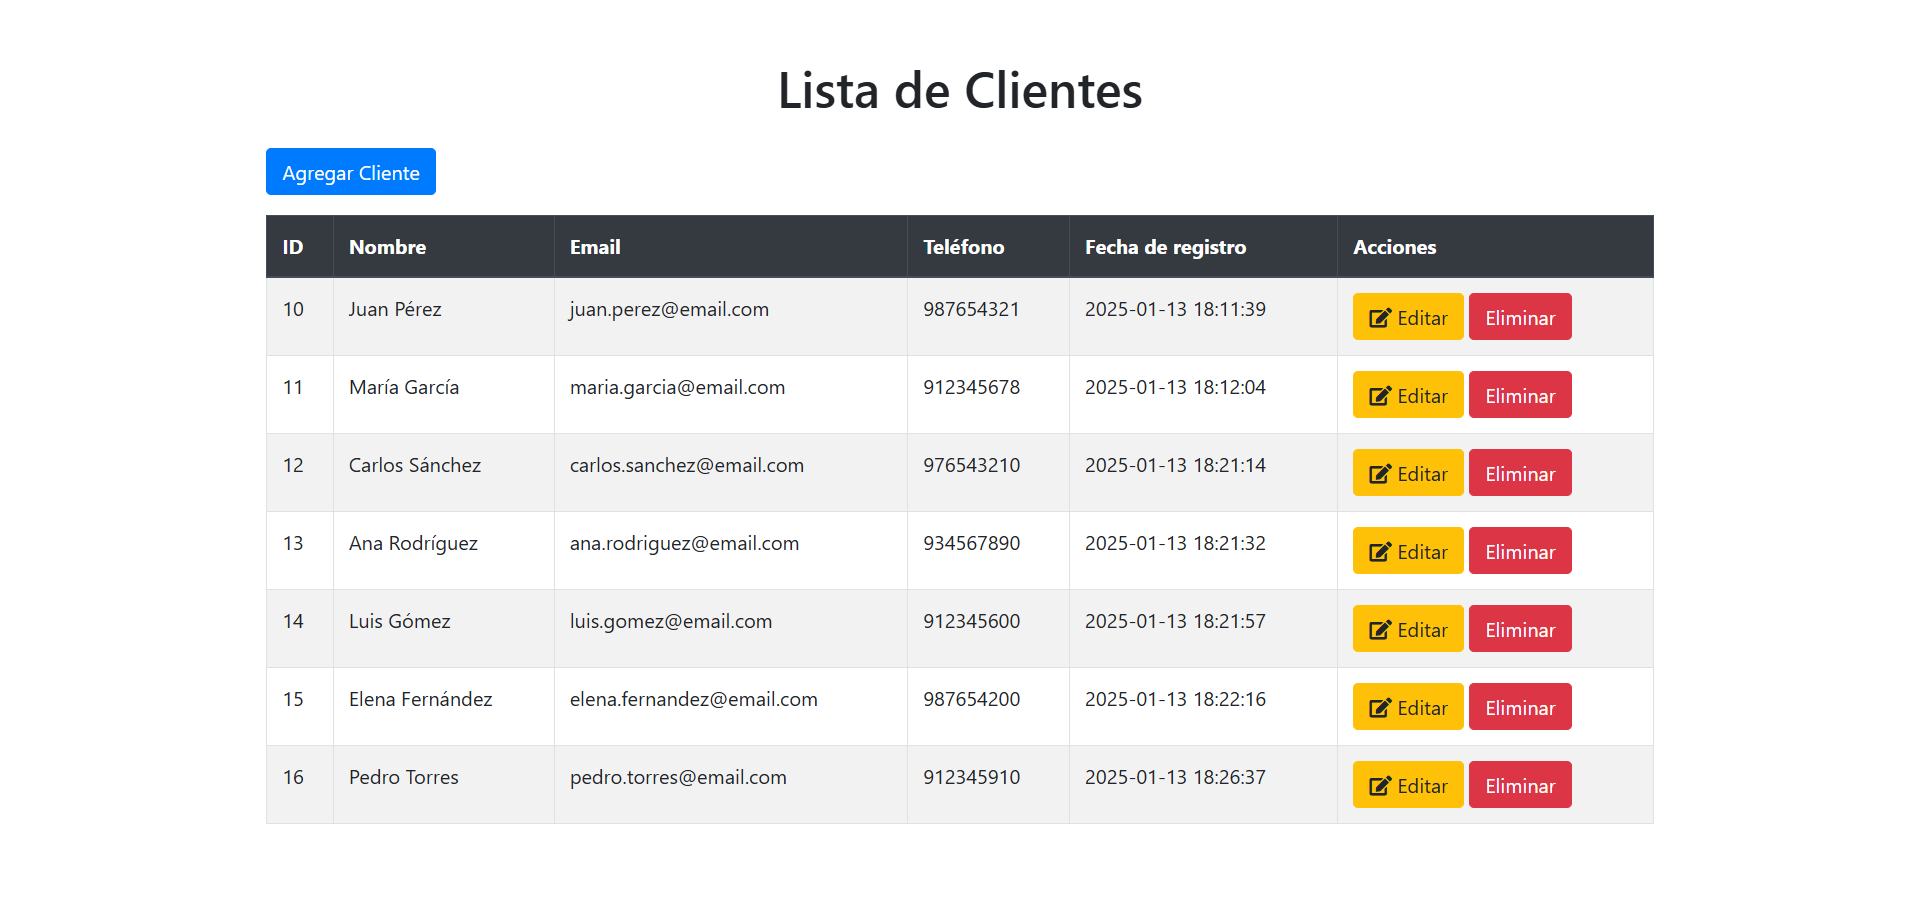 Lista de Clientes
Agregar Cliente
ID Nombre Email Teléfono Fecha de registro Acciones
10 Juan Pérez juan.perez@email.com 987654321 2025-01-13 18:11:39 Editar Eliminar
11 María García maria.garcia@email.com 912345678 2025-01-13 18:12:04 Editar Eliminar
12 Carlos Sánchez carlos.sanchez@email.com 976543210 2025-01-13 18:21:14 Editar Eliminar
13 Ana Rodríguez ana.rodriguez@email.com 934567890 2025-01-13 18:21:32 Editar Eliminar
14 Luis Gómez luis.gomez@email.com 912345600 2025-01-13 18:21:57 Editar Eliminar
15 Elena Fernández elena.fernandez@email.com 987654200 2025-01-13 18:22:16 Editar Eliminar
16 Pedro Torres pedro.torres@email.com 912345910 2025-01-13 18:26:37 Editar Eliminar